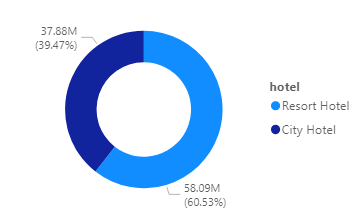 37.88M
(39.47%)
hotel
Resort Hotel
City Hotel
58.09M
(60.53%)